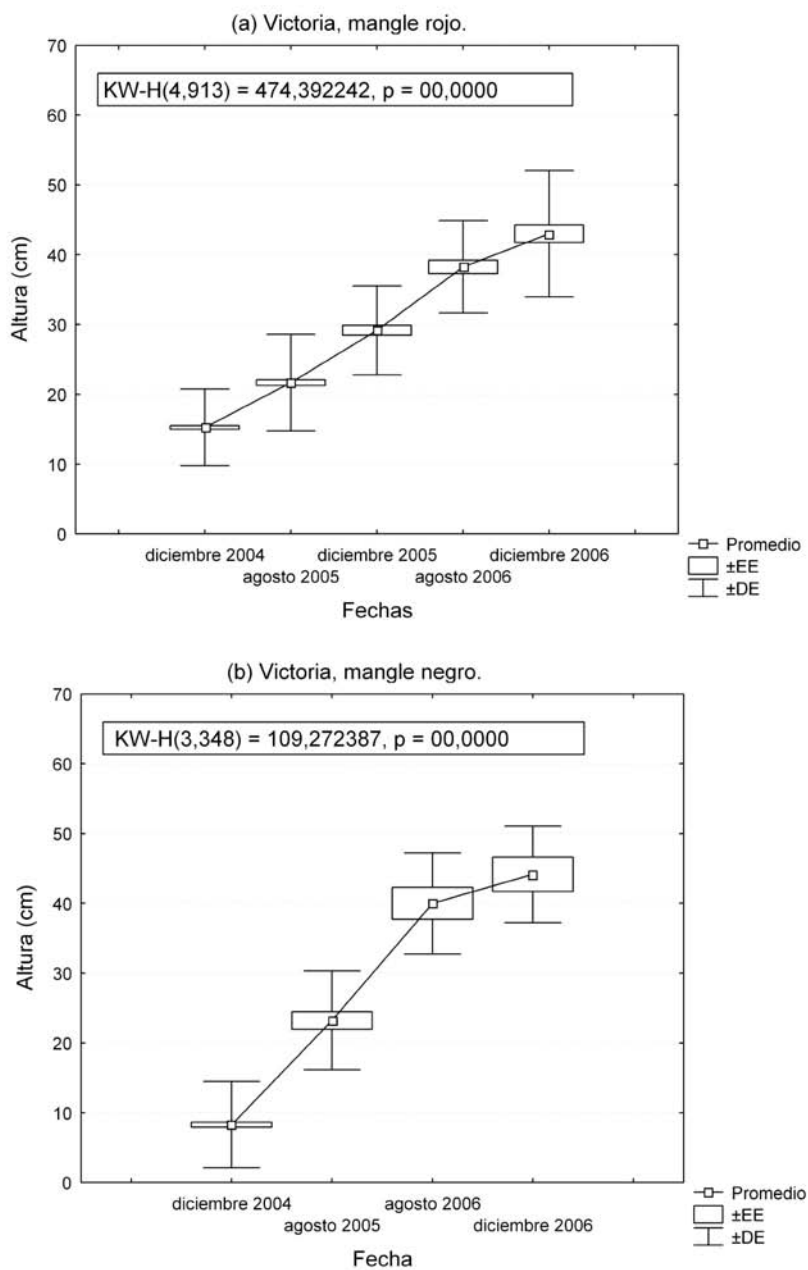 (a) Victoria, mangle rojo.
KW-H(4,913) = 474,392242, p = 00,0000
70
60
50
40
30
20
10
0
Altura (cm)
diciembre 2004
agosto 2005
diciembre 2005
agosto 2006
diciembre 2006
Fechas
Promedio
±EE
±DE
(b) Victoria, mangle negro.
KW-H(3,348) = 109,272387, p = 00,0000
70
60
50
40
30
20
10
0
Altura (cm)
diciembre 2004
agosto 2005
agosto 2006
diciembre 2006
Fecha
Promedio
±EE
±DE